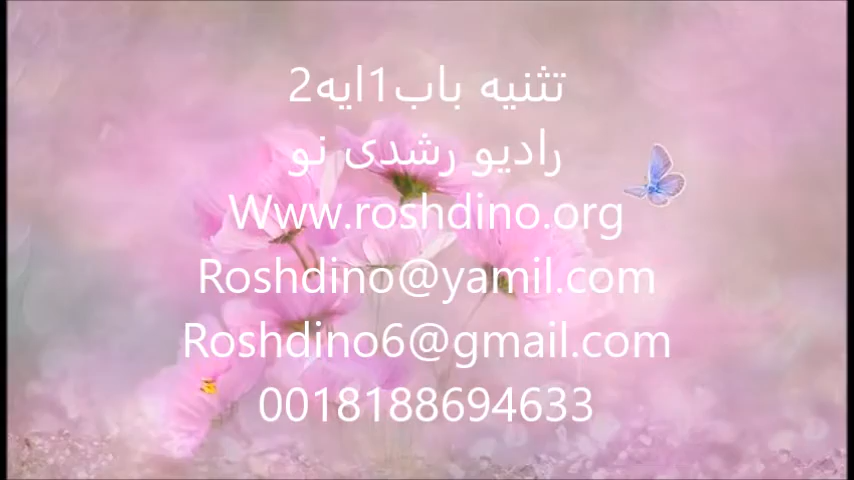 تثنیه باب1ایه2
رادیو رشدی نو
Www.roshdino.org
Roshdino@yamil.com
Roshdino6@gmail.com
0018188694633